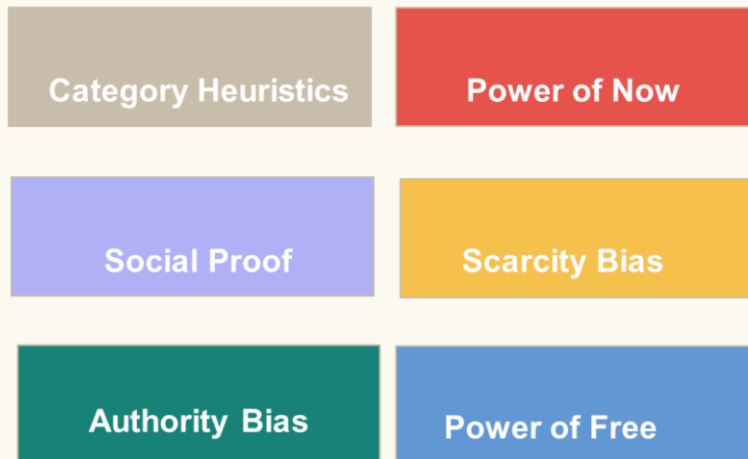 Category Heuristics
Power of Now
Social Proof
Scarcity Bias
Authority Bias
Power of Free